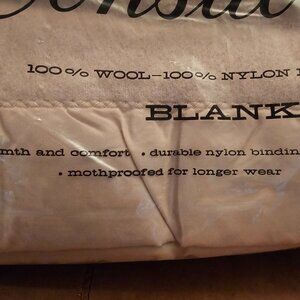 100% WOOL-100% NYLON
BLANK
mth and comfort · durable nylon bindin
· mothproofed for longer wear